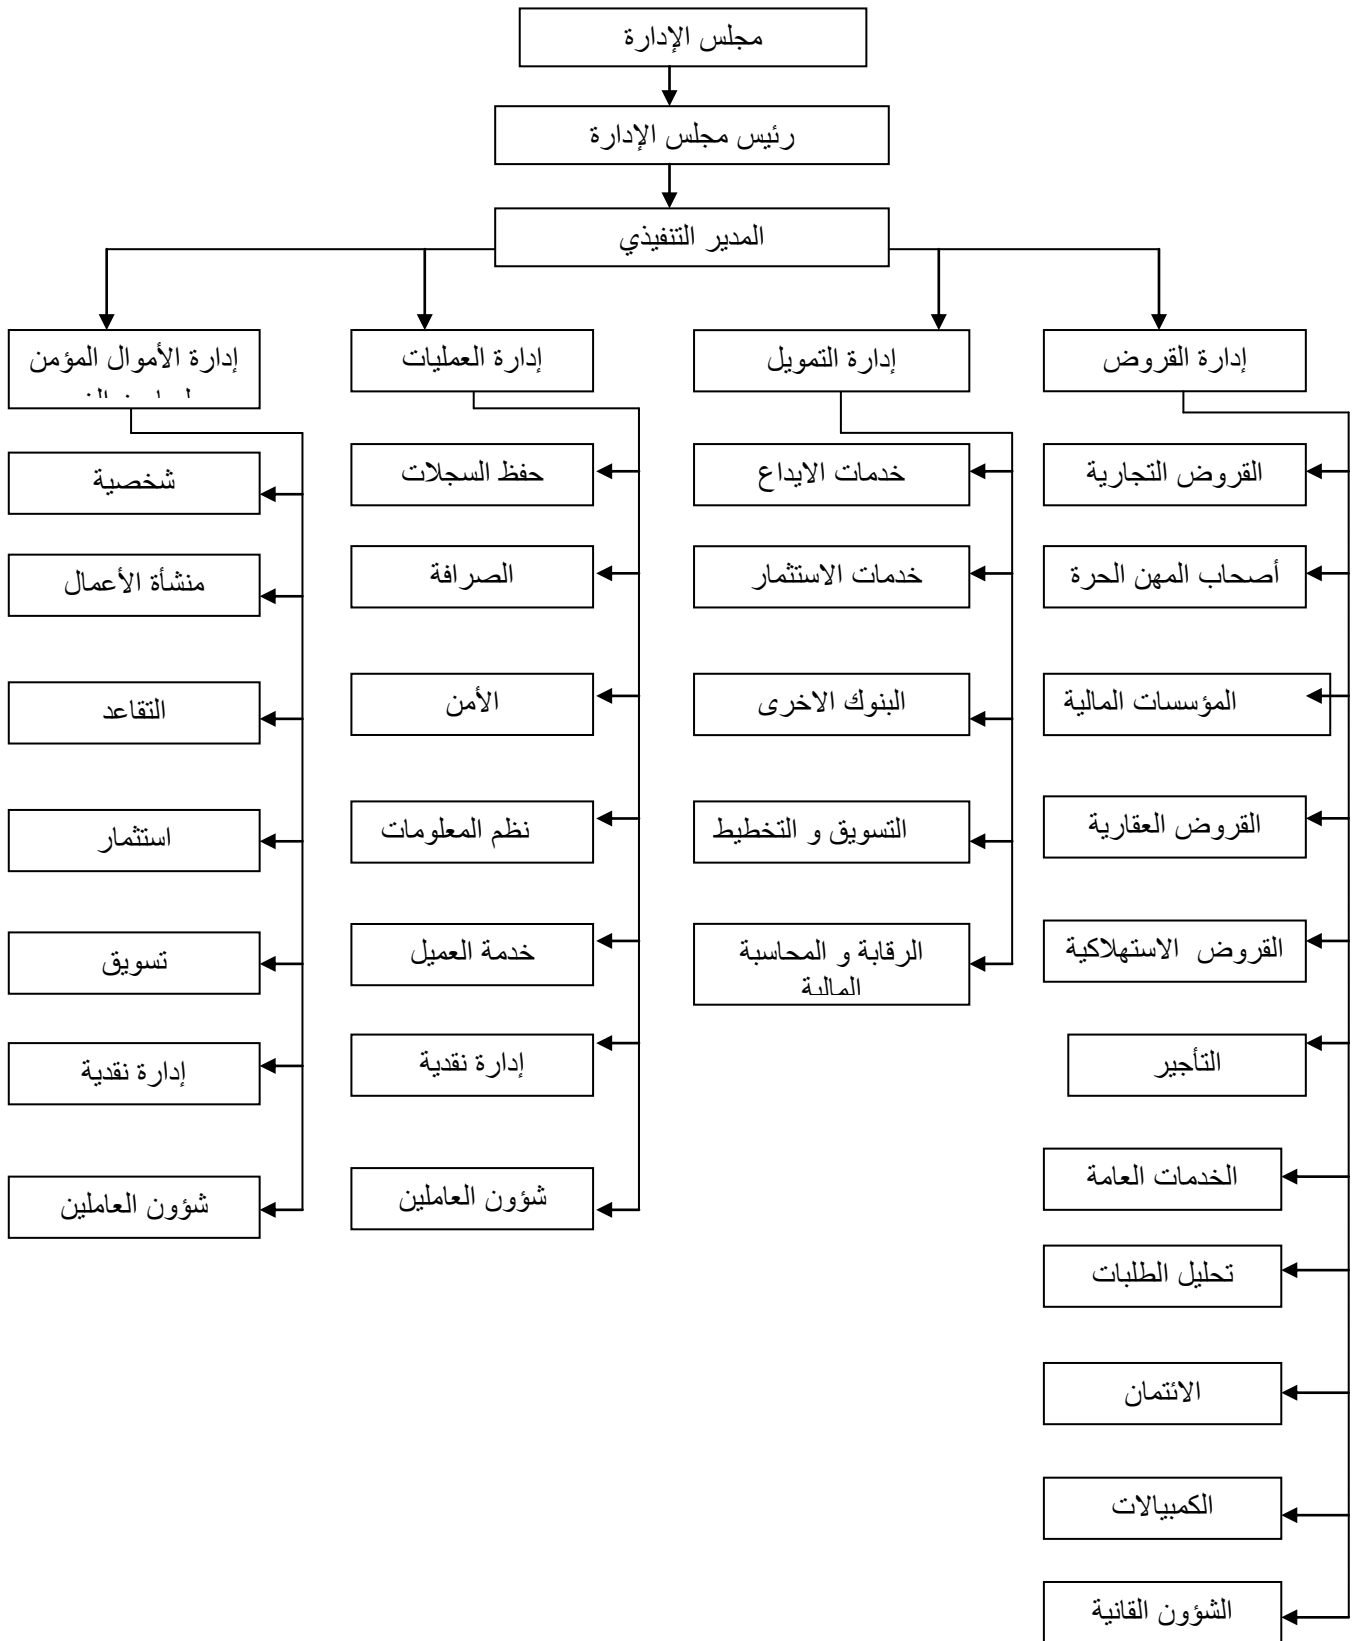 مجلس الإدارة
رئيس مجلس الإدارة
المدير التنفيذي
إدارة القروض
القروض التجارية
أصحاب المهن الحرة
المؤسسات المالية
القروض العقارية
القروض الاستهلاكية
التأجير
الخدمات العامة
تحليل الطلبات
الائتمان
الكمبيالات
الشؤون القانية
إدارة التمويل
خدمات الايداع
خدمات الاستثمار
البنوك الاخرى
التسويق و التخطيط
الرقابة و المحاسبة
المالية
إدارة العمليات
حفظ السجلات
الصرافة
الأمن
نظم المعلومات
خدمة العميل
إدارة نقدية
شؤون العاملين
إدارة الأموال المؤمن
شخصية
منشأة الأعمال
التقاعد
استثمار
تسويق
إدارة نقدية
شؤون العاملين